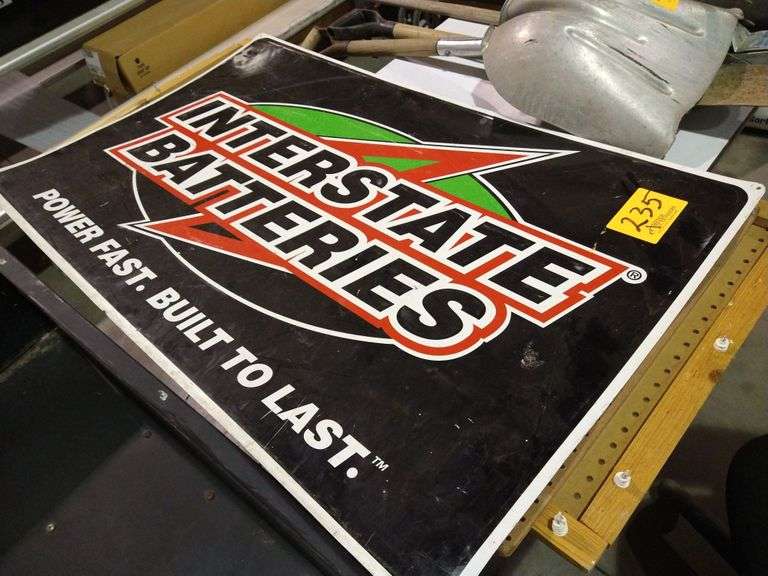 INTERSTATE
BATTERIES
®
POWER FAST. BUILT TO LAST.™
235